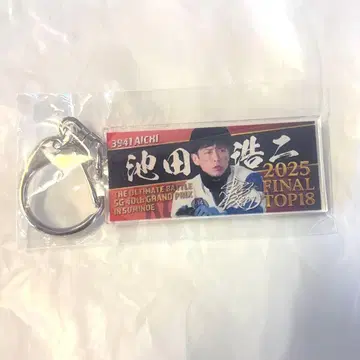 3941 AICHI
池田 浩二
THE ULTIMATE BATTLE
SG 40th GRAND PRIX
IN SUMINOE
2025
FINAL
TOP18